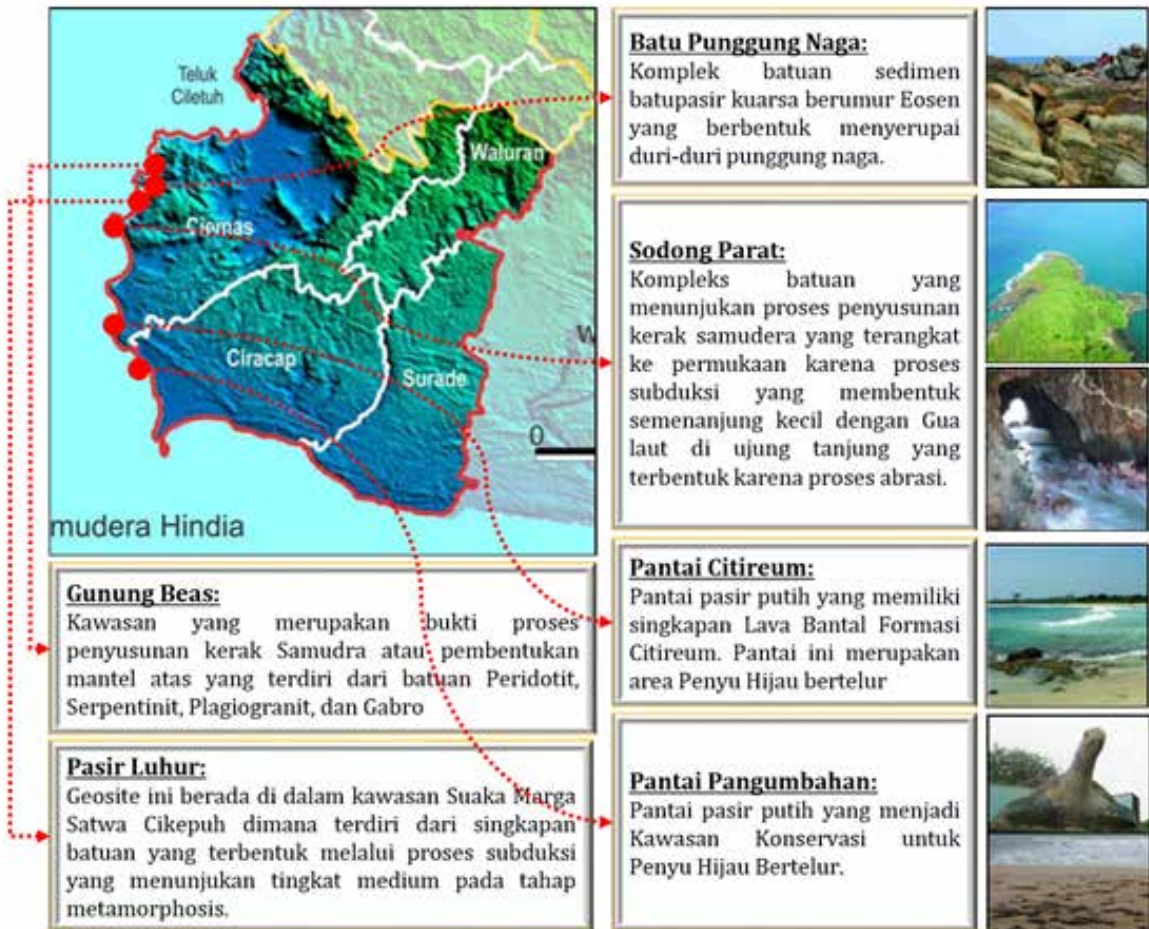 Teluk
Ciletuh
Waluran
Ciemas
Ciracap
Surade
W
0
mudera Hindia
Batu Punggung Naga:
Komplek batuan sedimen
batupasir kuarsa berumur Eosen
yang berbentuk menyerupai
duri-duri punggung naga.
Sodong Parat:
Kompleks batuan yang
menunjukan proses penyusunan
kerak samudera yang terangkat
ke permukaan karena proses
subduksi yang membentuk
semenanjung kecil dengan Gua
laut di ujung tanjung yang
terbentuk karena proses abrasi.
Pantai Citireum:
Pantai pasir putih yang memiliki
singkapan Lava Bantal Formasi
Citireum. Pantai ini merupakan
area Penyu Hijau bertelur
Pantai Pangumbahan:
Pantai pasir putih yang menjadi
Kawasan Konservasi untuk
Penyu Hijau Bertelur.
Gunung Beas:
Kawasan yang merupakan bukti proses
penyusunan kerak Samudra atau pembentukan
mantel atas yang terdiri dari batuan Peridotit,
Serpentinit, Plagiogranit, dan Gabro
Pasir Luhur:
Geosite ini berada di dalam kawasan Suaka Marga
Satwa Cikepuh dimana terdiri dari singkapan
batuan yang terbentuk melalui proses subduksi
yang menunjukan tingkat medium pada tahap
metamorphosis.